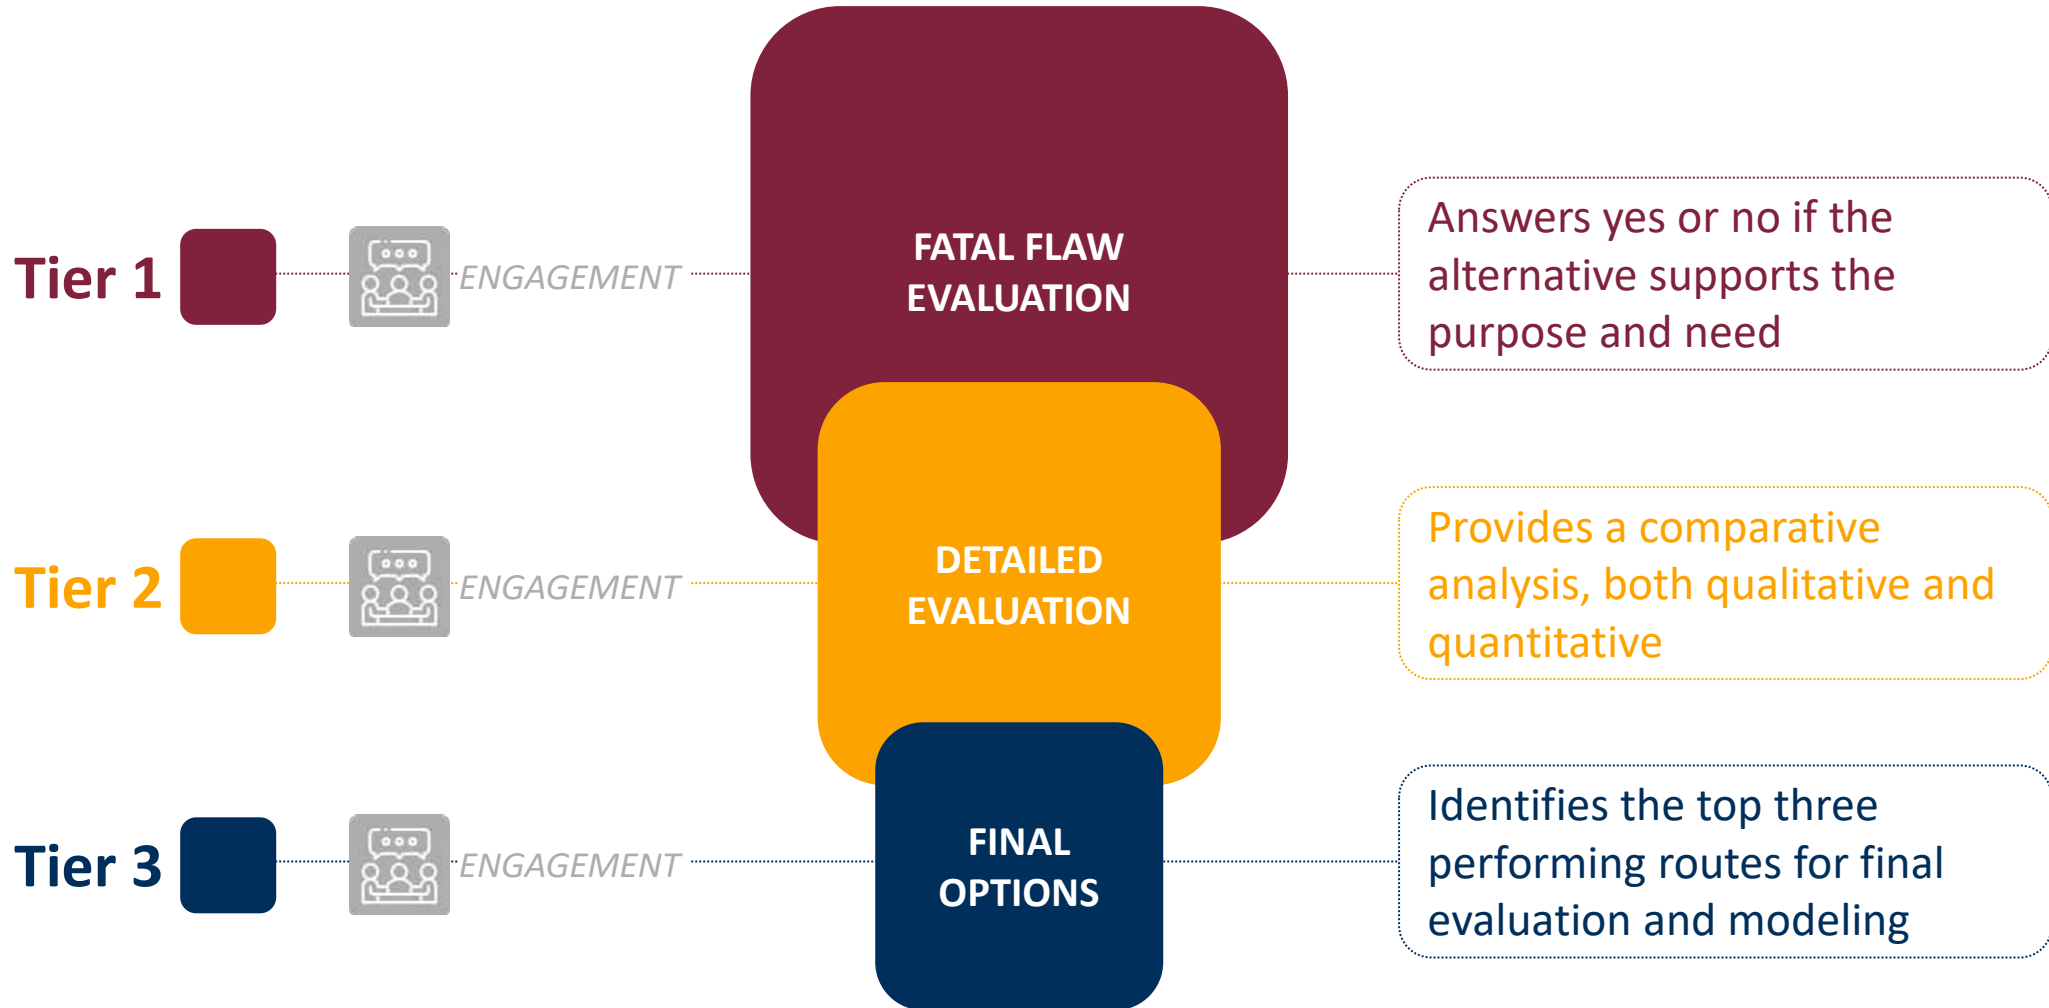 Tier 1
ENGAGEMENT
FATAL FLAW
EVALUATION
Answers yes or no if the
alternative supports the
purpose and need
Tier 2
ENGAGEMENT
DETAILED
EVALUATION
Provides a comparative
analysis, both qualitative and
quantitative
Tier 3
ENGAGEMENT
FINAL
OPTIONS
Identifies the top three
performing routes for final
evaluation and modeling